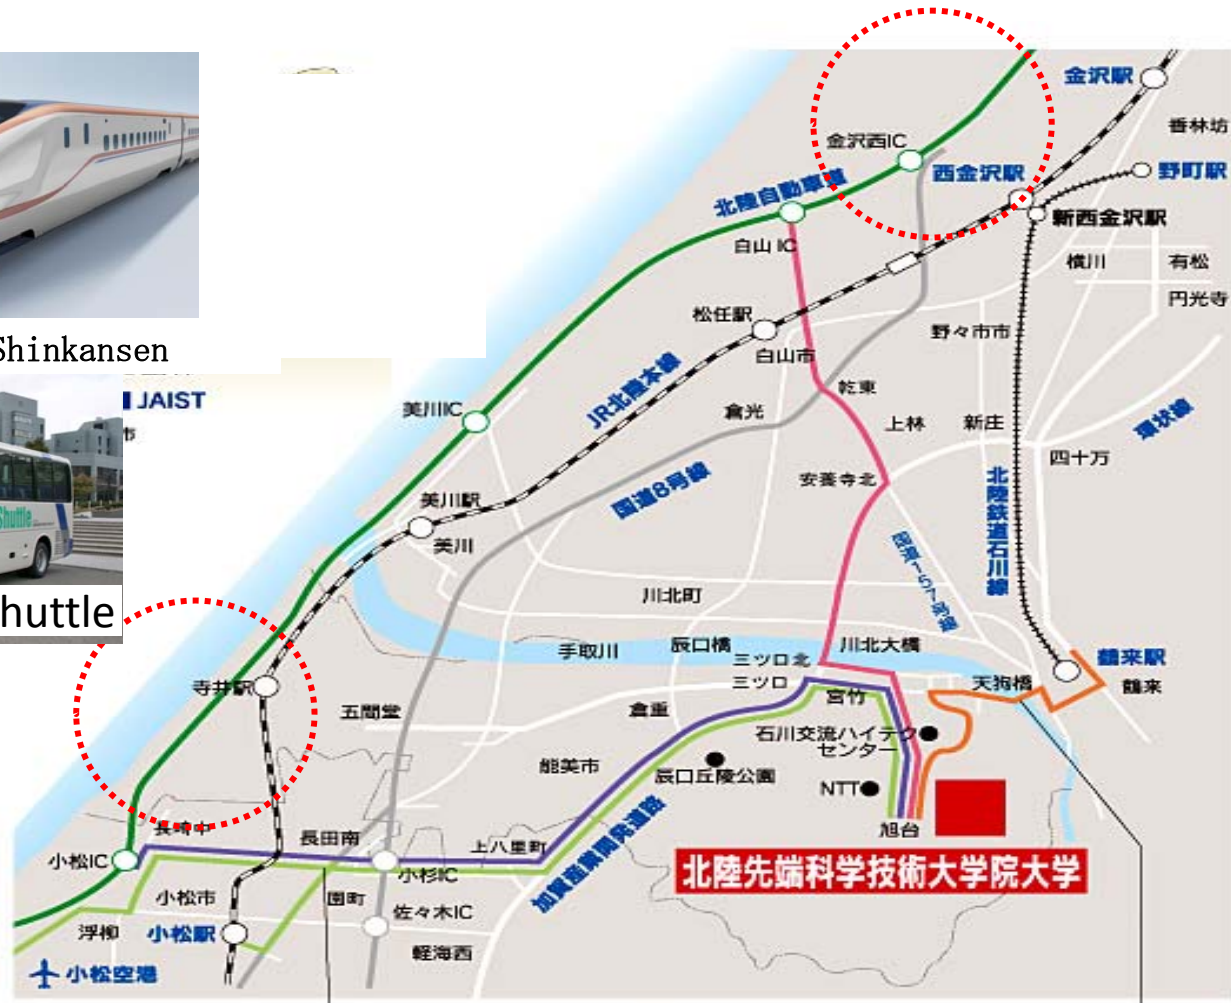 金沢駅
香林坊
金沢西IC
西金沢駅
野町駅
北陸自動車道
新西金沢駅
白山 IC
横川
有松
円光寺
松任駅
野々市市
白山市
Shinkansen
JR北陸本線
乾東
JAIST
美川IC
倉光
上林
新庄
環状線
市
四十万
安養寺北
国道8号線
北陸鉄道石川線
美川駅
Shuttle
美川
国道157号線
川北町
huttle
手取川
辰口橋
川北大橋
三ツ口北
鶴来駅
寺井駅
三ツ口
天狗橋
鶴来
宮竹
五間堂
倉重
石川交流ハイテク
センター
能美市
辰口丘陵公園
NTT
長崎中
長田南
旭台
上八里町
小松IC
小杉IC
加賀産業開発道路
北陸先端科学技術大学院大学
小松市
園町
佐々木IC
浮柳
小松駅
軽海西
小松空港